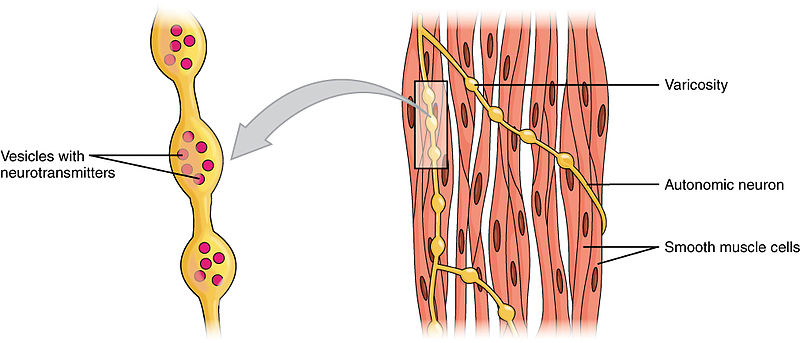 Vesicles with
neurotransmitters
Varicosity
Autonomic neuron
Smooth muscle cells